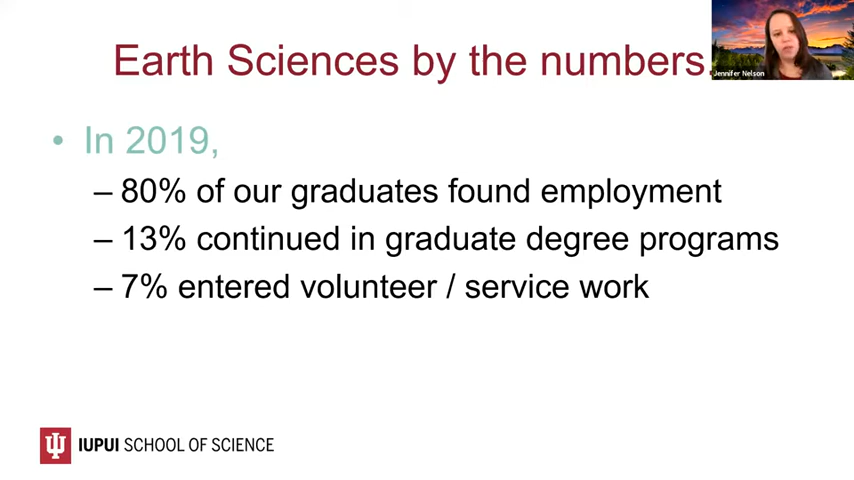 Earth Sciences by the numbers
Jennifer Nelson
• In 2019,
– 80% of our graduates found employment
– 13% continued in graduate degree programs
– 7% entered volunteer / service work
IUPUI SCHOOL OF SCIENCE